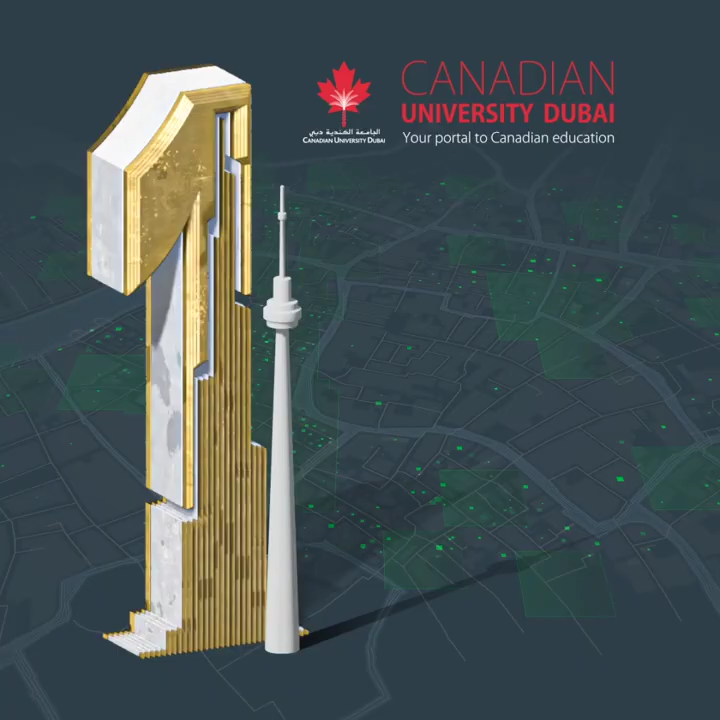 CANADIAN
UNIVERSITY DUBAI
Your portal to Canadian education
الجامعة الكندية دبي
CANADIAN UNIVERSITY DUBAI